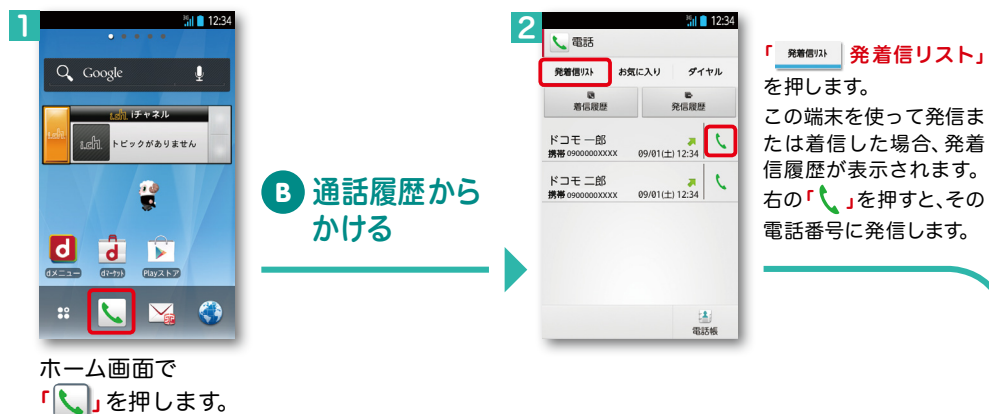 1
3G 12:34
Google
i.ch iチャネル
i.ch
i.ch トピックがありません
dメニュー dマーケット Playストア
ホーム画面で
「」を押します。
B 通話履歴から
かける
2
3G 12:34
電話
発着信リスト お気に入り ダイヤル
着信履歴 発信履歴
ドコモ 一郎
携帯 0900000XXXX 09/01(土) 12:34
ドコモ 二郎
携帯 0900000XXXX 09/01(土) 12:34
電話帳
「発着信リスト 発着信リスト」
を押します。
この端末を使って発信ま
たは着信した場合、発着
信履歴が表示されます。
右の「」を押すと、その
電話番号に発信します。